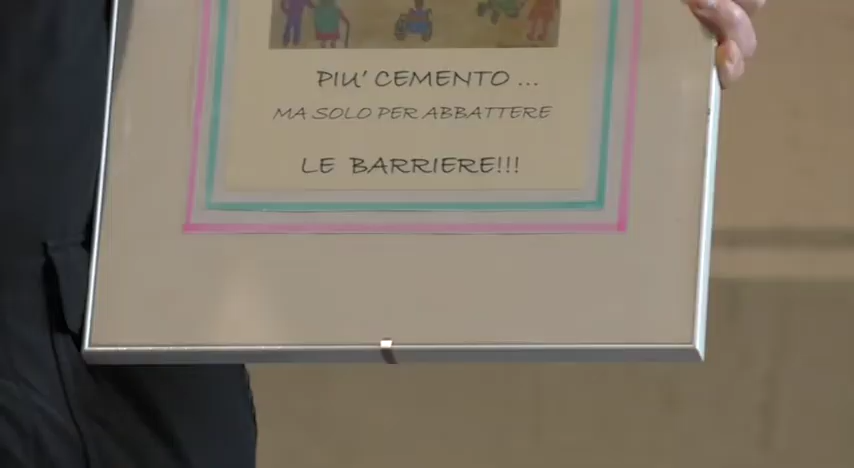 PIU' CEMENTO ...
MA SOLO PER ABBATTERE
LE BARRIERE!!!